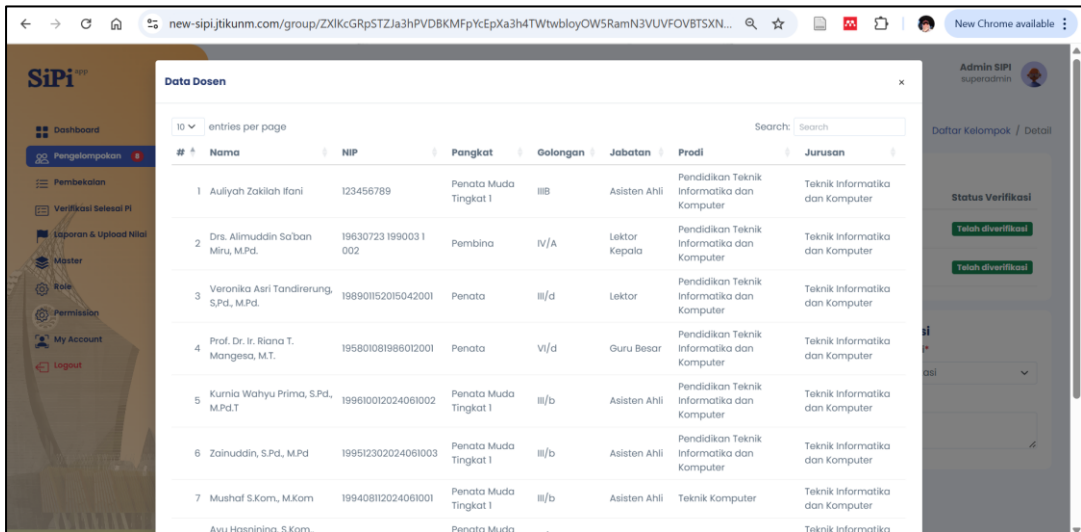 new-sipi.jtikunm.com/group/ZXlKcGRpSTZJa3hPVDBKMFpYcEpXa3h4TWtwbloyOW5RamN3VUVFOVBTSXN...
New Chrome available
SiPi app
Data Dosen
×
Admin SIPI
superadmin
10 entries per page
Search: Search
Dashboard
Pengelompokan 8
Pembekalan
Verifikasi Selesai PI
Laporan & Upload Nilai
Master
Role
Permission
My Account
Logout
Daftar Kelompok / Detail
# Nama NIP Pangkat Golongan Jabatan Prodi Jurusan
1 Auliyah Zakilah Ifani 123456789 Penata Muda Tingkat 1 IIIB Asisten Ahli Pendidikan Teknik Informatika dan Komputer Teknik Informatika dan Komputer
2 Drs. Alimuddin Sa'ban Miru, M.Pd. 19630723 199003 1 002 Pembina IV/A Lektor Kepala Pendidikan Teknik Informatika dan Komputer Teknik Informatika dan Komputer
3 Veronika Asri Tandirerung, S,Pd., M.Pd. 198901152015042001 Penata III/d Lektor Pendidikan Teknik Informatika dan Komputer Teknik Informatika dan Komputer
4 Prof. Dr. Ir. Riana T. Mangesa, M.T. 195801081986012001 Penata VI/d Guru Besar Pendidikan Teknik Informatika dan Komputer Teknik Informatika dan Komputer
5 Kurnia Wahyu Prima, S.Pd., M.Pd.T 199610012024061002 Penata Muda Tingkat 1 III/b Asisten Ahli Pendidikan Teknik Informatika dan Komputer Teknik Informatika dan Komputer
6 Zainuddin, S.Pd., M.Pd 199512302024061003 Penata Muda Tingkat 1 III/b Asisten Ahli Pendidikan Teknik Informatika dan Komputer Teknik Informatika dan Komputer
7 Mushaf S.Kom., M.Kom 199408112024061001 Penata Muda Tingkat 1 III/b Asisten Ahli Teknik Komputer Teknik Informatika dan Komputer
Ayu Hasnining, S.Kom., Penata Muda Teknik Informatika
Status Verifikasi
Telah diverifikasi
Telah diverifikasi